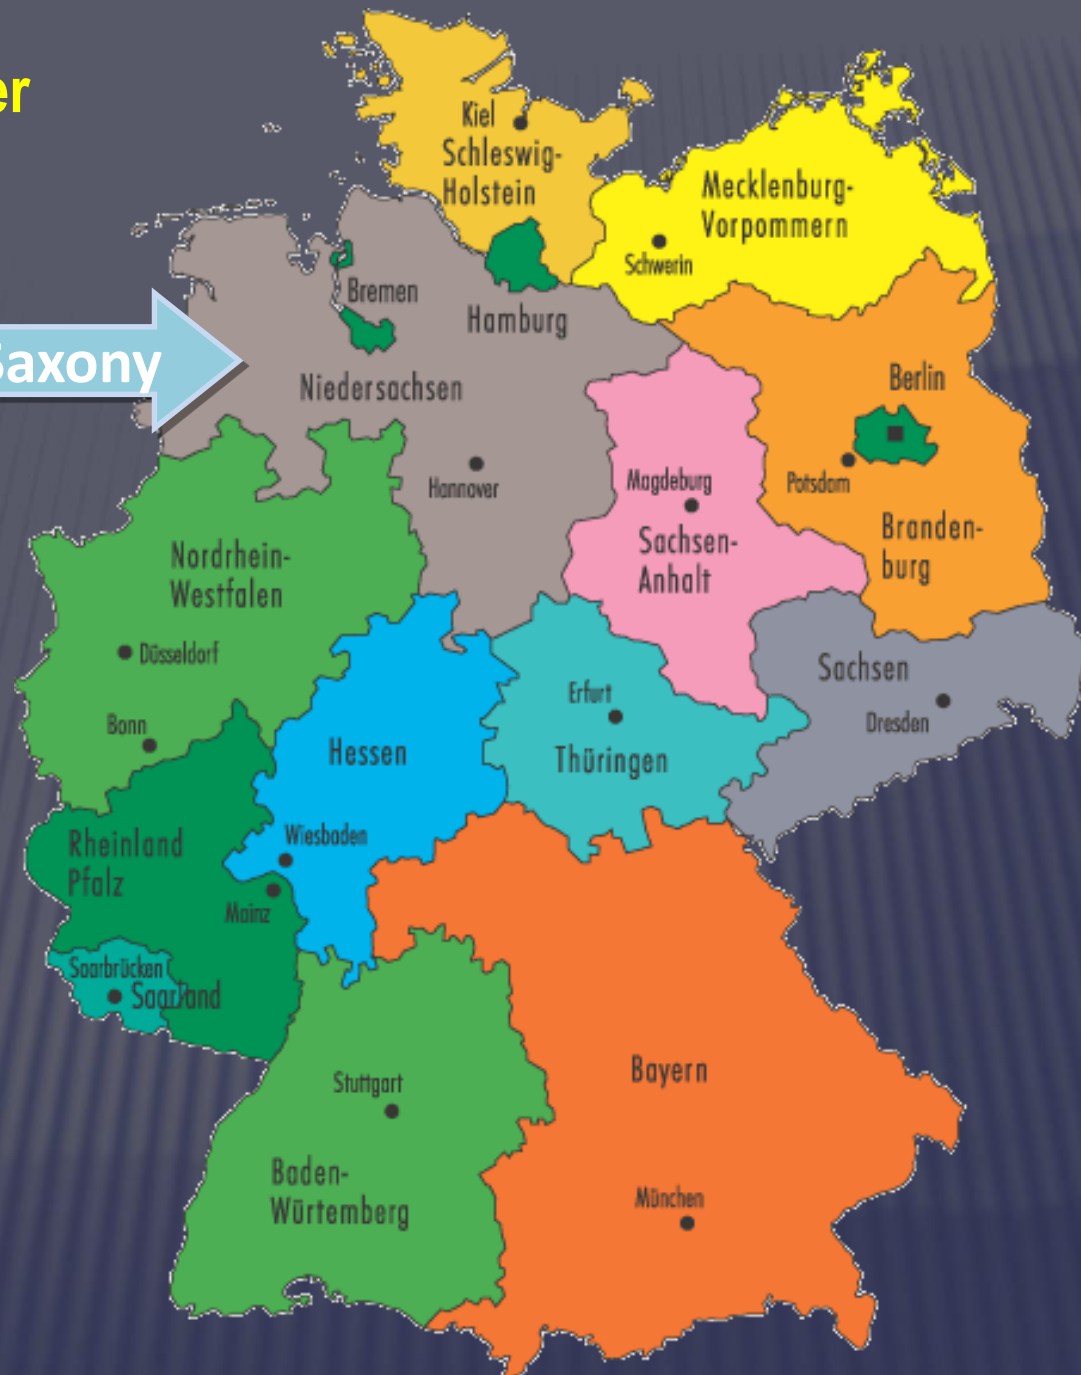 er
Kiel
Schleswig-
Holstein
Mecklenburg-
Vorpommern
Schwerin
Bremen
Hamburg
Saxony
Niedersachsen
Berlin
Hannover
Magdeburg
Potsdam
Sachsen-
Anhalt
Branden-
burg
Nordrhein-
Westfalen
Düsseldorf
Bonn
Sachsen
Dresden
Erfurt
Thüringen
Hessen
Wiesbaden
Rheinland
Pfalz
Mainz
Saarbrücken
Saarland
Stuttgart
Bayern
Baden-
Würtemberg
München